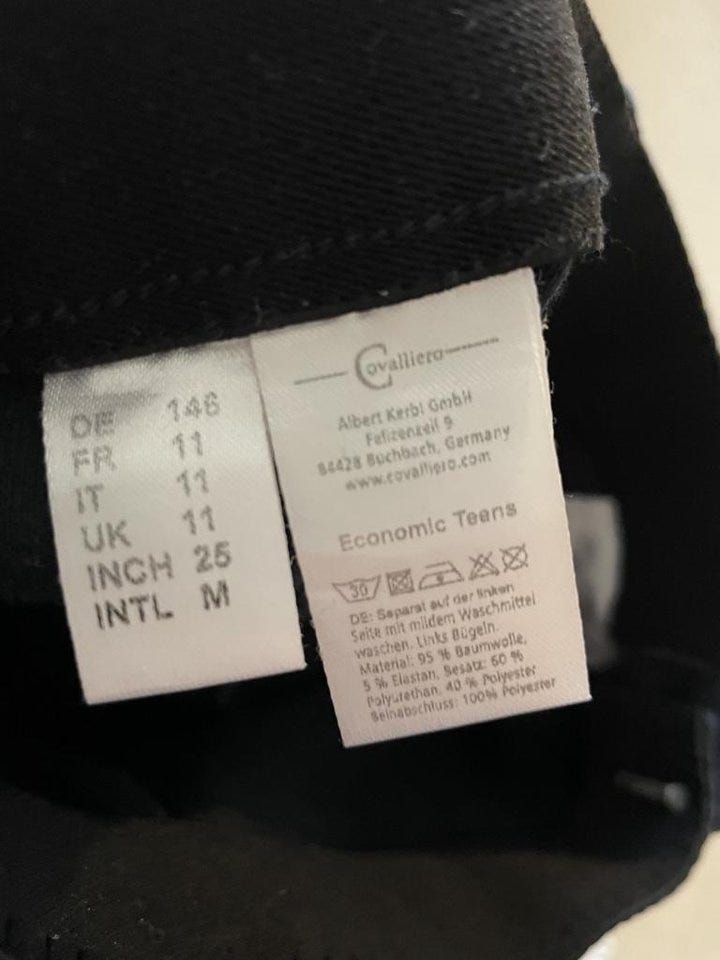 DE 146
FR 11
IT 11
UK 11
INCH 25
INTL M
Covalliero
Albert Kerbl GmbH
Felizenzell 9
84428 Buchbach, Germany
www.covalliero.com
Economic Teens
30
DE: Separat auf der linken
Seite mit mildem Waschmittel
waschen. Links Bügeln.
Material: 95 % Baumwolle,
5 % Elastan, Besatz: 60 %
Polyurethan, 40 % Polyester
Beinabschluss: 100% Polyester